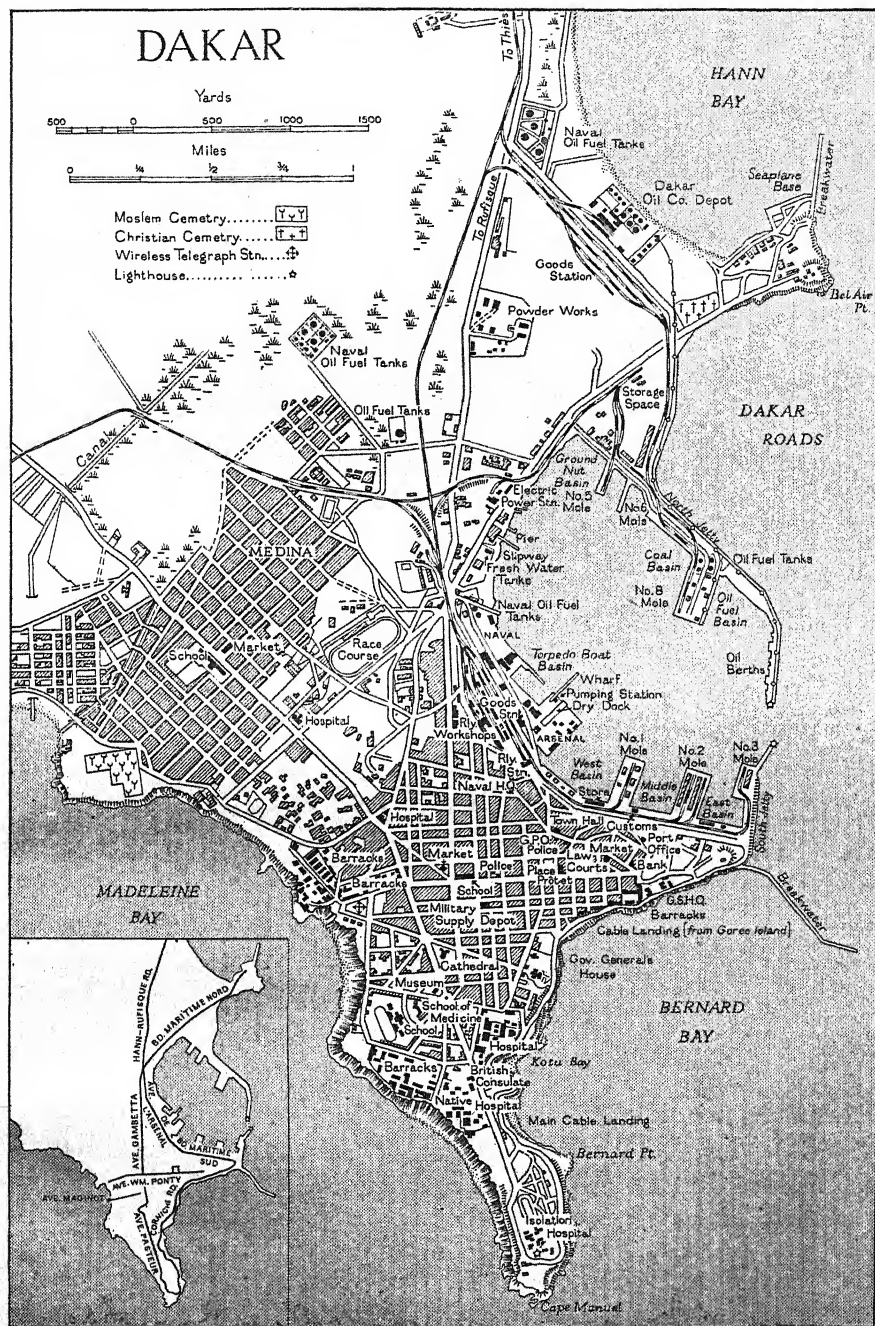 DAKAR
Yards
500 0 500 1000 1500
Miles
0 ¼ ½ ¾ 1
Moslem Cemetry
Christian Cemetry
Wireless Telegraph Stn.
Lighthouse
To Thiès
HANN
BAY
Naval
Oil Fuel Tanks
Seaplane
Base
Breakwater
Dakar
Oil Co. Depot
To Rufisque
Goods
Station
Bel Air
Pt.
Powder Works
Naval
Oil Fuel Tanks
Storage
Space
DAKAR
ROADS
Oil Fuel Tanks
Canal
Ground
Nut
Basin
No.5
Mole
No.6
Mole
North Jetty
Electric
Power Stn.
MEDINA
Pier
Slipway
Fresh Water
Tanks
Coal
Basin
Oil Fuel Tanks
No.8
Mole
Oil
Fuel
Basin
Naval Oil Fuel
Tanks
NAVAL
Race
Course
Market
School
Torpedo Boat
Basin
Oil
Berths
Wharf
Pumping Station
Dry Dock
Goods
Stn.
Hospital
Rly.
Workshops
ARSENAL
No.1
Mole
No.2
Mole
No.3
Mole
Rly.
Stn.
West Basin
Naval H.Q.
Store
Middle
Basin
East
Basin
South Jetty
Hospital
Town Hall
Customs
G.P.O.
Police
Market
Port
Office
Barracks
Market
Police
Place
Protet
Law
Courts
Bank
Barracks
School
MADELEINE
BAY
Military
Supply Depot
G.S.H.Q.
Barracks
Breakwater
Cable Landing [from Goree Island]
Cathedral
Gov. General's
House
Museum
School of
Medicine
School
BERNARD
BAY
Hospital
Kotu Bay
Barracks
British
Consulate
Native
Hospital
Main Cable Landing
Bernard Pt.
Isolation
Hospital
Cape Manuel
HANN-RUFISQUE RD.
BD. MARITIME NORD
AVE. GAMBETTA
AVE. DE L'ARSENAL
BD MARITIME
SUD
AVE. WM. PONTY
AVE. MAGINOT
CORNICHE RD.
AVE. PASTEUR